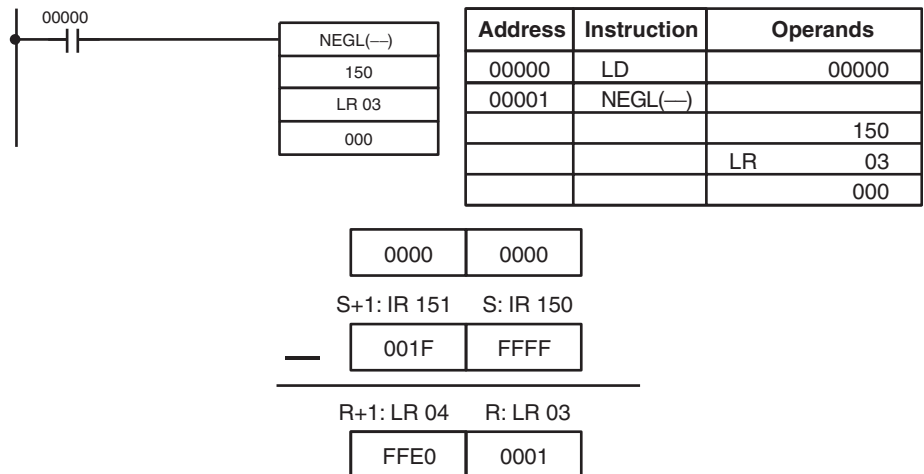 00000
NEGL(––)
150
LR 03
000
Address Instruction Operands
00000 LD 00000
00001 NEGL(––)
150
LR 03
000
0000 0000
S+1: IR 151 S: IR 150
— 001F FFFF
R+1: LR 04 R: LR 03
FFE0 0001